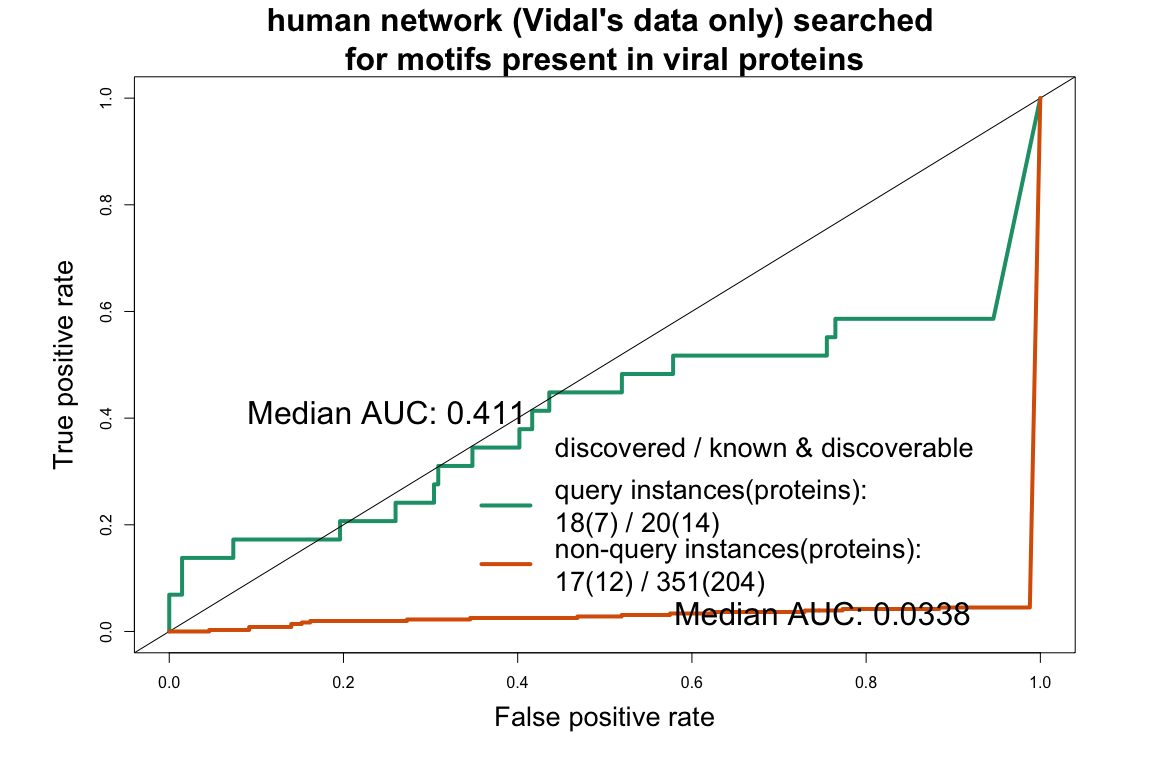 human network (Vidal's data only) searched
for motifs present in viral proteins
True positive rate
1.0
0.8
0.6
0.4
0.2
0.0
Median AUC: 0.411
discovered / known & discoverable
query instances(proteins):
18(7) / 20(14)
non-query instances(proteins):
17(12) / 351(204)
Median AUC: 0.0338
0.0 0.2 0.4 0.6 0.8 1.0
False positive rate